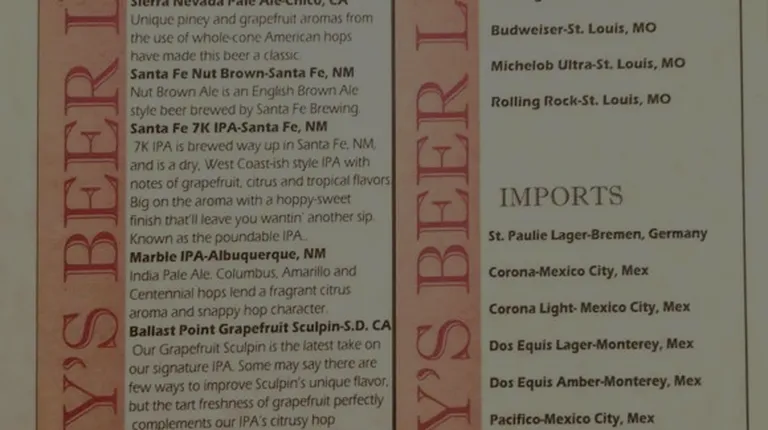 Sierra Nevada Pale Ale-Chico, CA
Unique piney and grapefruit aromas from
the use of whole-cone American hops
have made this beer a classic.
Santa Fe Nut Brown-Santa Fe, NM
Nut Brown Ale is an English Brown Ale
style beer brewed by Santa Fe Brewing.
Santa Fe 7K IPA-Santa Fe, NM
7K IPA is brewed way up in Santa Fe, NM,
and is a dry, West Coast-ish style IPA with
notes of grapefruit, citrus and tropical flavors.
Big on the aroma with a hoppy-sweet
finish that'll leave you wantin' another sip.
Known as the poundable IPA..
Marble IPA-Albuquerque, NM
India Pale Ale. Columbus, Amarillo and
Centennial hops lend a fragrant citrus
aroma and snappy hop character.
Ballast Point Grapefruit Sculpin-S.D. CA
Our Grapefruit Sculpin is the latest take on
our signature IPA. Some may say there are
few ways to improve Sculpin's unique flavor,
but the tart freshness of grapefruit perfectly
complements our IPA's citrusy hop
Y'S BEER L
Y'S BEER L
Budweiser-St. Louis, MO
Michelob Ultra-St. Louis, MO
Rolling Rock-St. Louis, MO
IMPORTS
St. Paulie Lager-Bremen, Germany
Corona-Mexico City, Mex
Corona Light- Mexico City, Mex
Dos Equis Lager-Monterey, Mex
Dos Equis Amber-Monterey, Mex
Pacifico-Mexico City, Mex